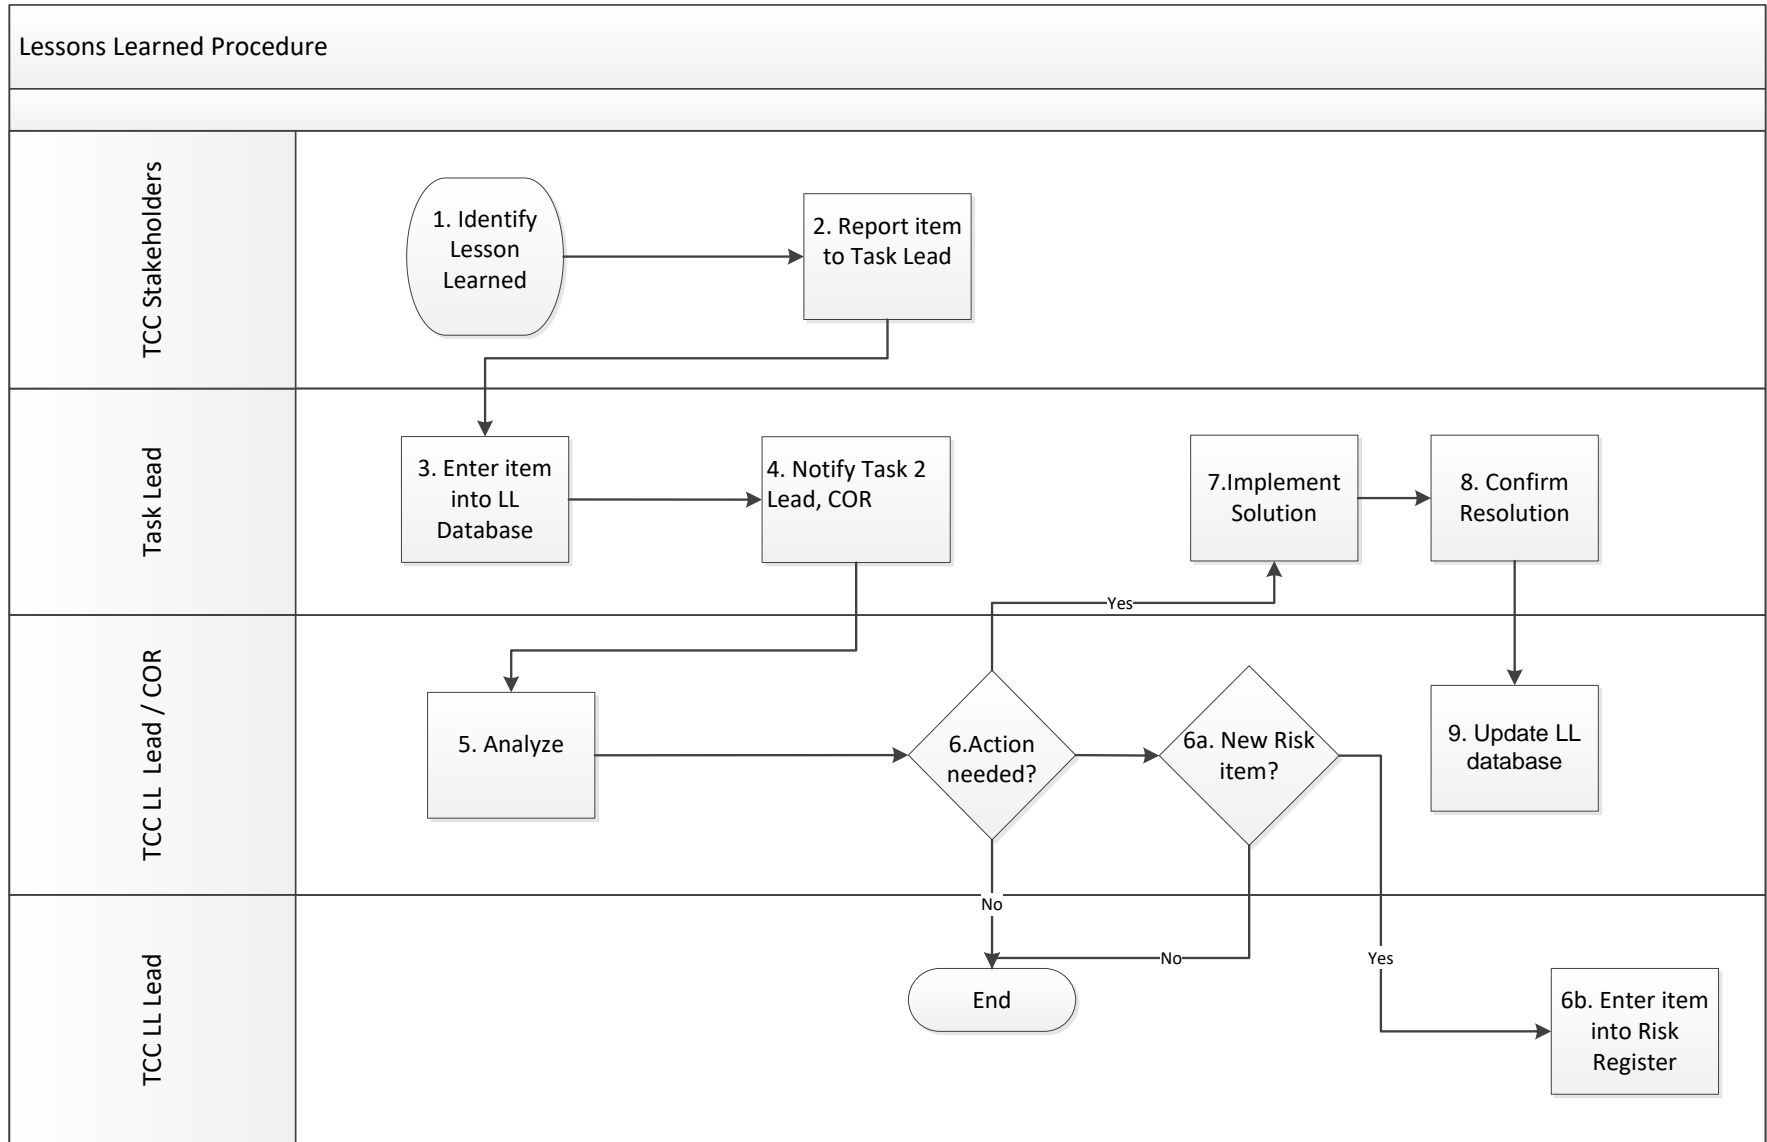 Lessons Learned Procedure
TCC Stakeholders
1. Identify
Lesson
Learned
2. Report item
to Task Lead
Task Lead
3. Enter item
into LL
Database
4. Notify Task 2
Lead, COR
7.Implement
Solution
8. Confirm
Resolution
Yes
TCC LL  Lead / COR
5. Analyze
6.Action
needed?
6a. New Risk
item?
9. Update LL
database
No
TCC LL Lead
No
Yes
End
6b. Enter item
into Risk
Register